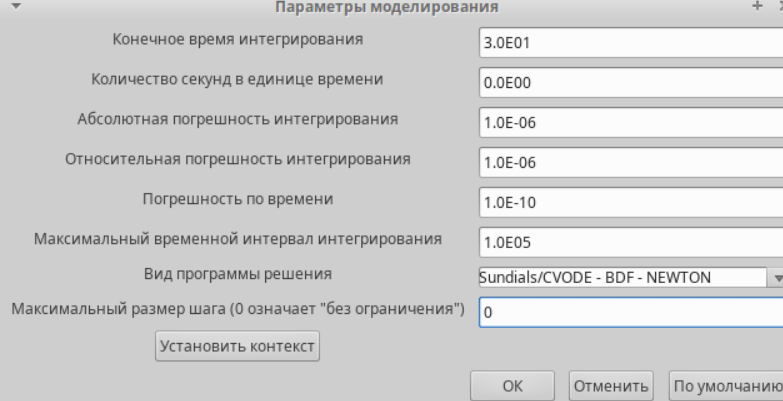 Параметры моделирования
Конечное время интегрирования 3.0E01
Количество секунд в единице времени 0.0E00
Абсолютная погрешность интегрирования 1.0E-06
Относительная погрешность интегрирования 1.0E-06
Погрешность по времени 1.0E-10
Максимальный временной интервал интегрирования 1.0E05
Вид программы решения Sundials/CVODE - BDF - NEWTON
Максимальный размер шага (0 означает "без ограничения") 0
Установить контекст
ОК Отменить По умолчанию